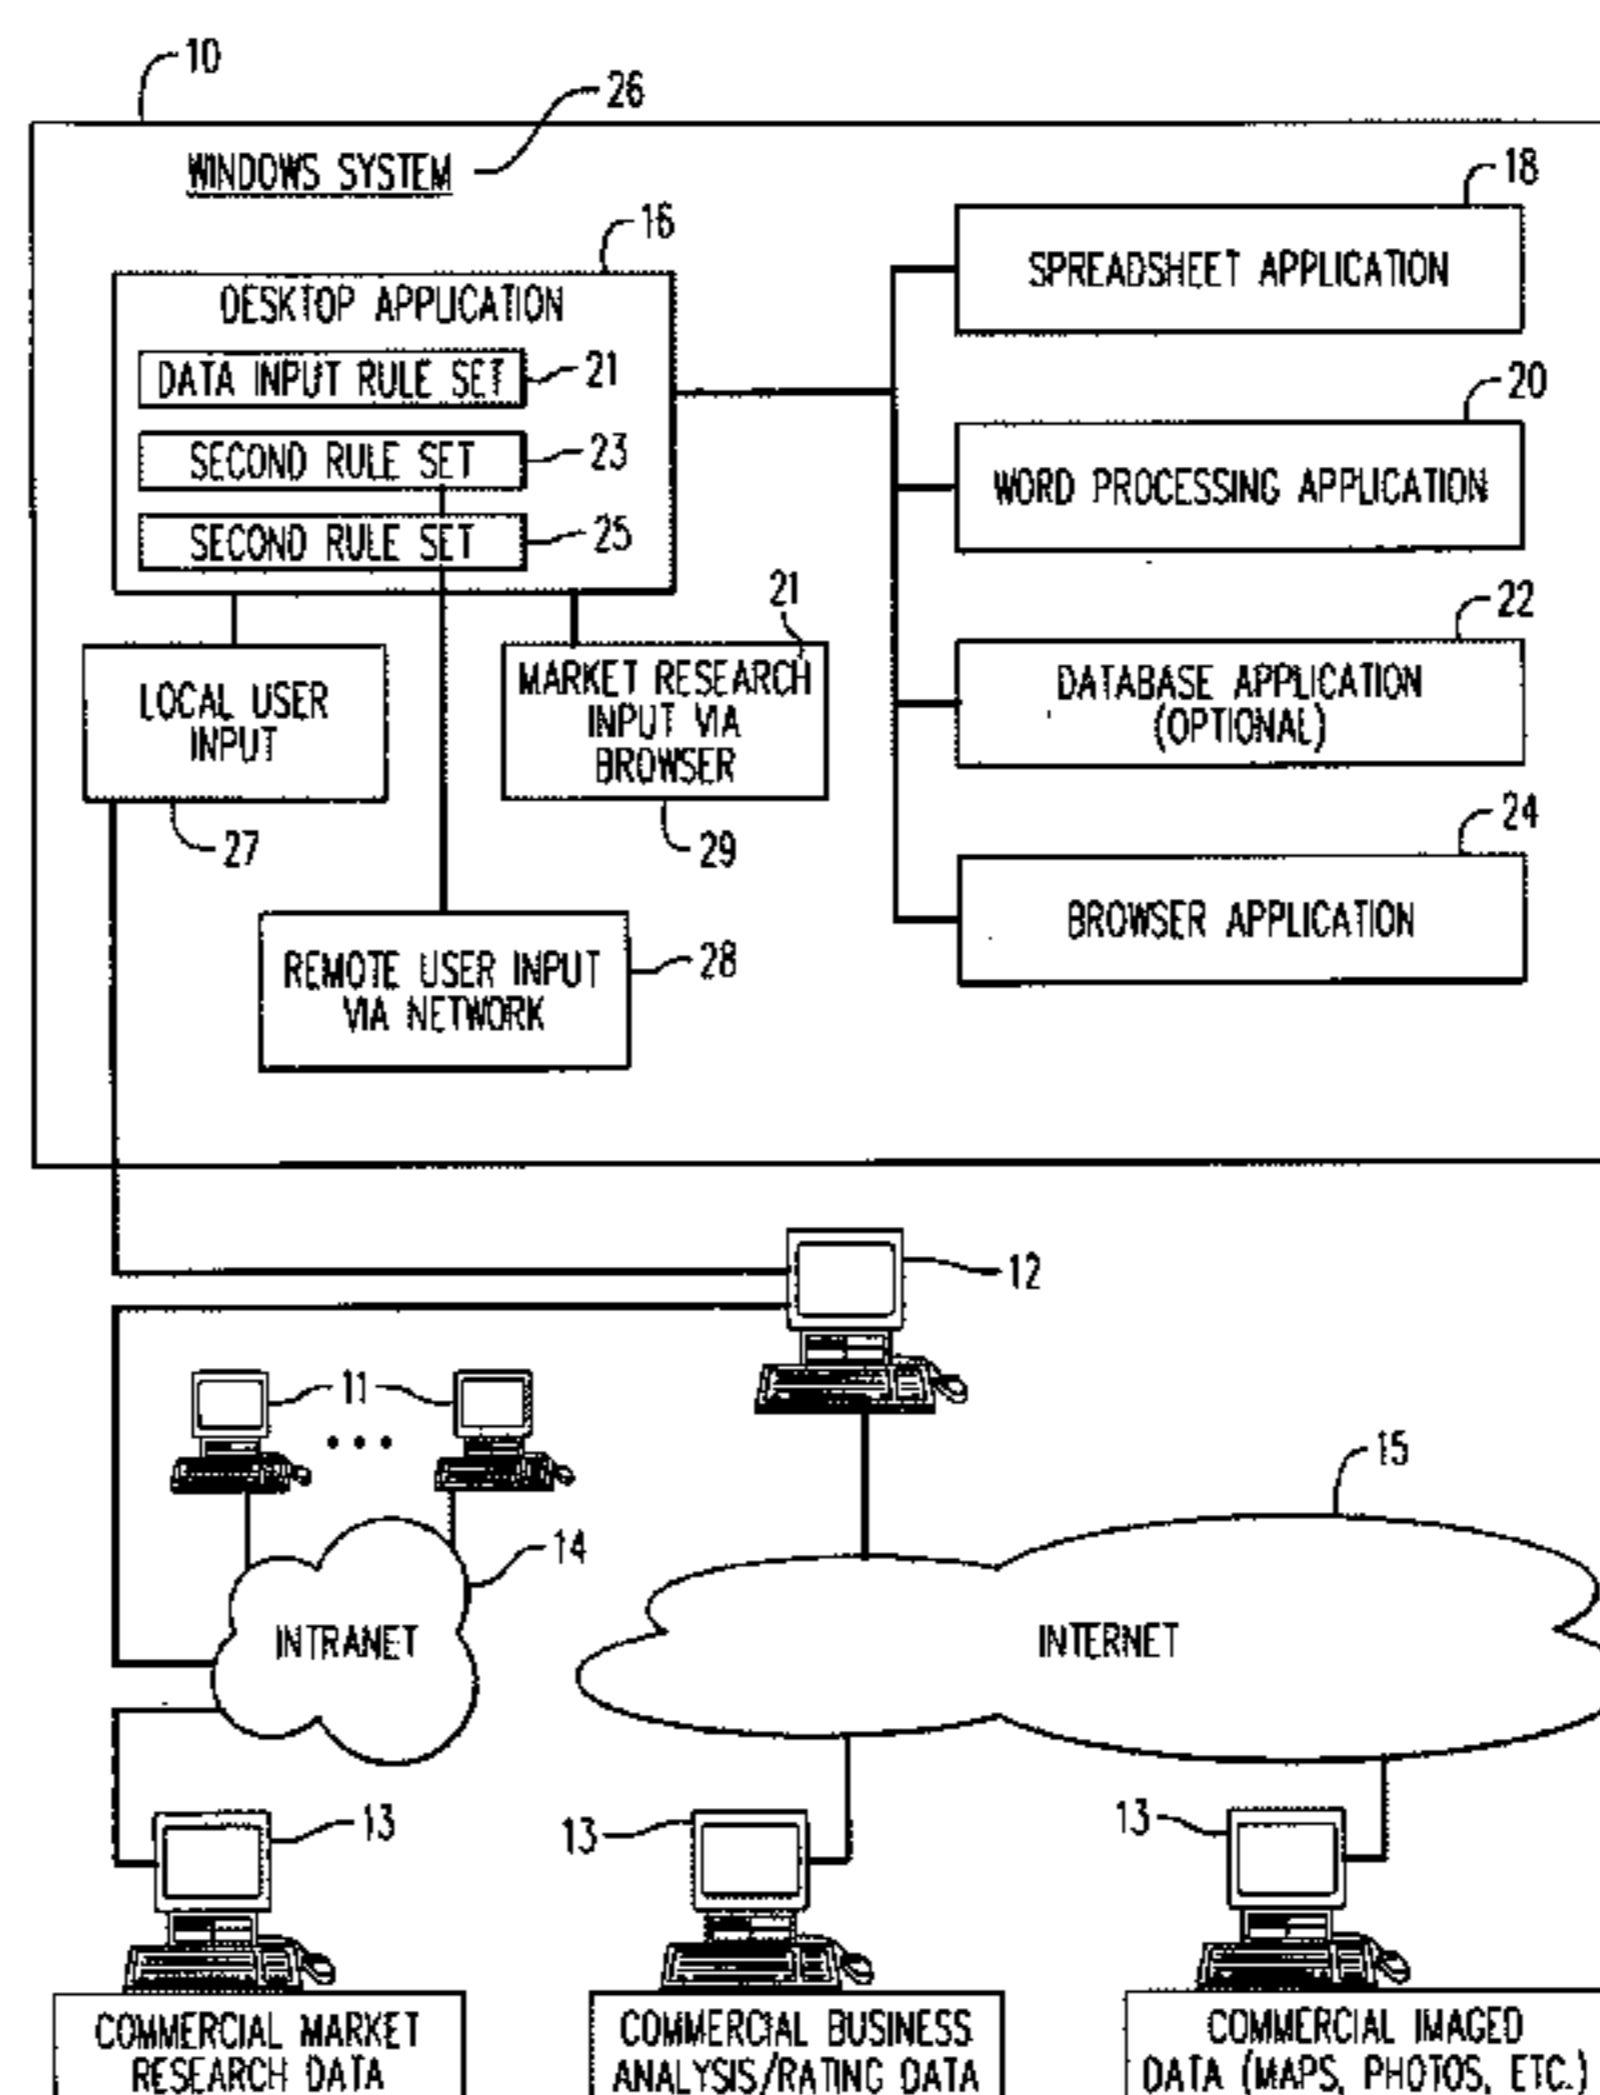 10
26
WINDOWS SYSTEM
16
18
DESKTOP APPLICATION
SPREADSHEET APPLICATION
DATA INPUT RULE SET
21
20
SECOND RULE SET
23
WORD PROCESSING APPLICATION
SECOND RULE SET
25
21
22
LOCAL USER
INPUT
MARKET RESEARCH
INPUT VIA
BROWSER
DATABASE APPLICATION
(OPTIONAL)
27
29
24
BROWSER APPLICATION
REMOTE USER INPUT
VIA NETWORK
28
12
11
15
14
INTRANET
INTERNET
13
13
13
COMMERCIAL MARKET
RESEARCH DATA
COMMERCIAL BUSINESS
ANALYSIS/RATING DATA
COMMERCIAL IMAGED
DATA (MAPS, PHOTOS, ETC.)